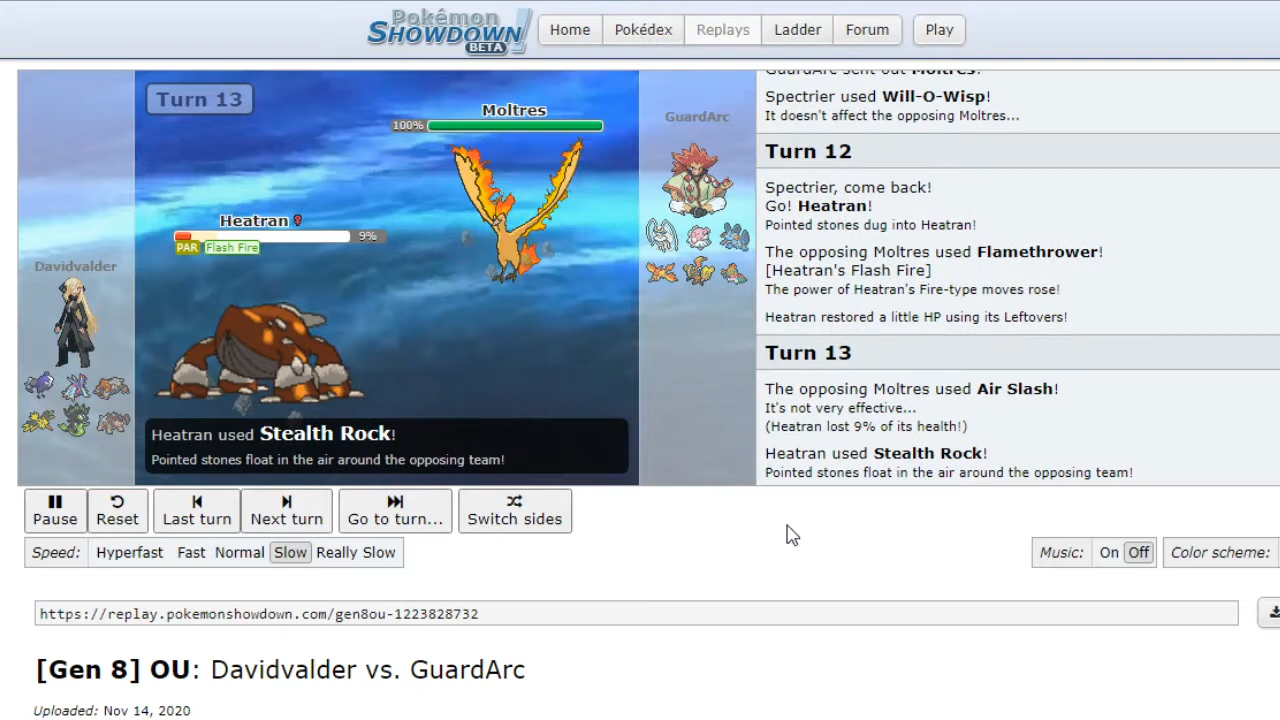 Pokémon
SHOWDOWN!
BETA
Home Pokédex Replays Ladder Forum Play
Turn 13
Moltres
100%
Heatran
9%
PAR Flash Fire
Davidvalder
GuardArc
Heatran used Stealth Rock!
Pointed stones float in the air around the opposing team!
GuardArc sent out Moltres!
Spectrier used Will-O-Wisp!
It doesn't affect the opposing Moltres...
Turn 12
Spectrier, come back!
Go! Heatran!
Pointed stones dug into Heatran!
The opposing Moltres used Flamethrower!
[Heatran's Flash Fire]
The power of Heatran's Fire-type moves rose!
Heatran restored a little HP using its Leftovers!
Turn 13
The opposing Moltres used Air Slash!
It's not very effective...
(Heatran lost 9% of its health!)
Heatran used Stealth Rock!
Pointed stones float in the air around the opposing team!
Pause Reset Last turn Next turn Go to turn... Switch sides
Speed: Hyperfast Fast Normal Slow Really Slow
Music: On Off Color scheme:
https://replay.pokemonshowdown.com/gen8ou-1223828732
[Gen 8] OU: Davidvalder vs. GuardArc
Uploaded: Nov 14, 2020